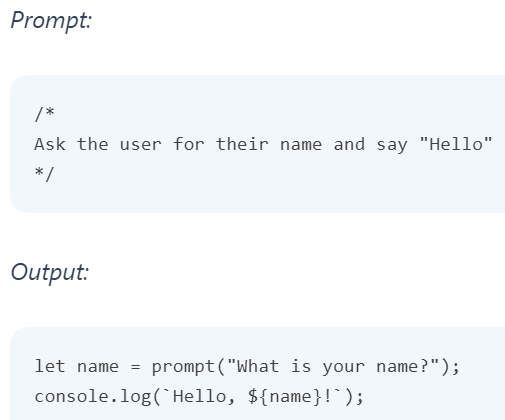 Prompt:
/*
Ask the user for their name and say "Hello"
*/
Output:
let name = prompt("What is your name?");
console.log(`Hello, ${name}!`);